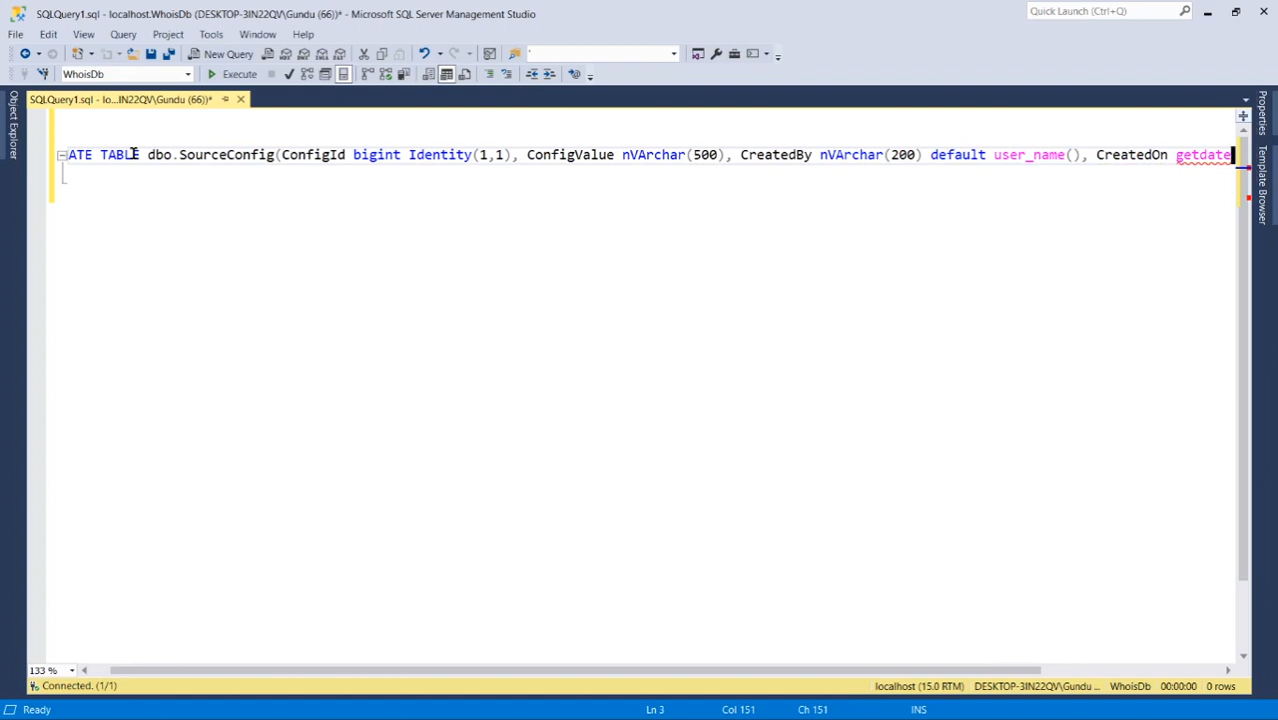 SQLQuery1.sql - localhost.WhoisDb (DESKTOP-3IN22QV\Gundu (66))* - Microsoft SQL Server Management Studio
Quick Launch (Ctrl+Q)
File Edit View Query Project Tools Window Help
New Query
WhoisDb Execute
SQLQuery1.sql - lo...IN22QV\Gundu (66))*
Object Explorer
Properties
Template Browser
ATE TABLE dbo.SourceConfig(ConfigId bigint Identity(1,1), ConfigValue nVArchar(500), CreatedBy nVArchar(200) default user_name(), CreatedOn getdate
133 %
Connected. (1/1) localhost (15.0 RTM) DESKTOP-3IN22QV\Gundu ... WhoisDb 00:00:00 0 rows
Ready Ln 3 Col 151 Ch 151 INS